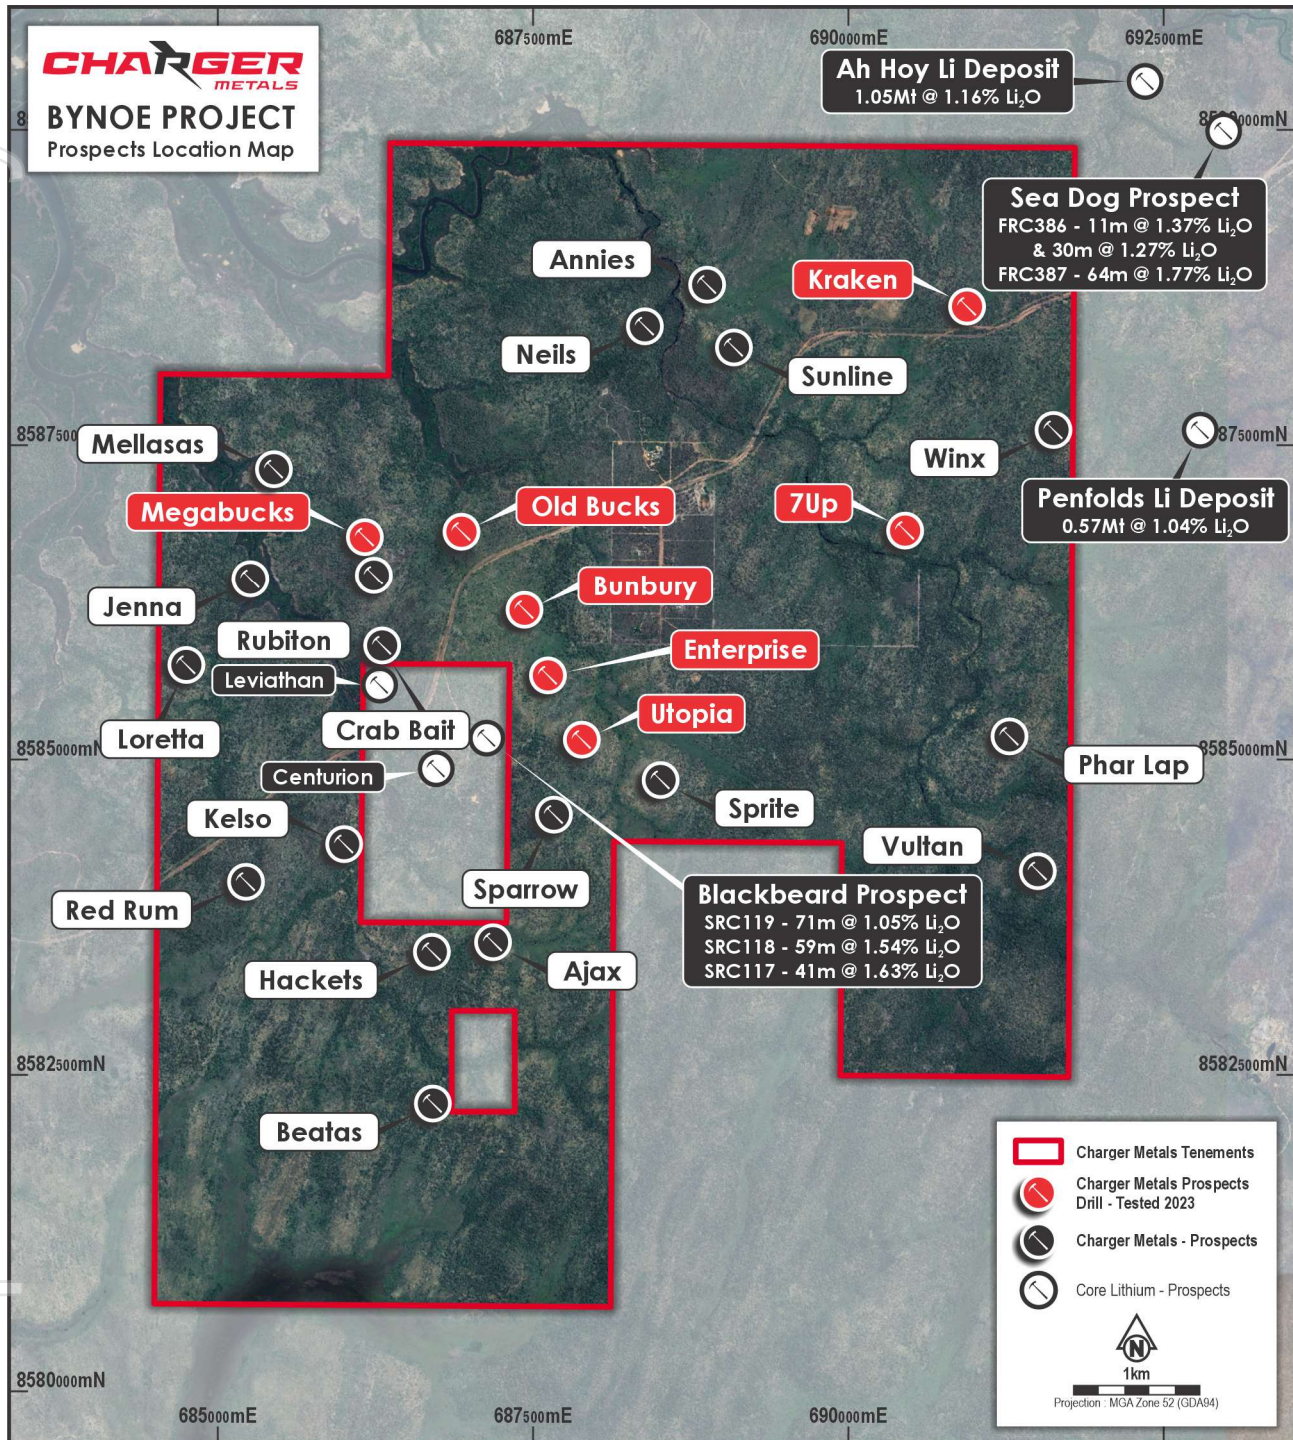 CHARGER
METALS
BYNOE PROJECT
Prospects Location Map
687500mE
690000mE
692500mE
Ah Hoy Li Deposit
1.05Mt @ 1.16% Li₂O
000mN
Sea Dog Prospect
FRC386 - 11m @ 1.37% Li₂O
& 30m @ 1.27% Li₂O
FRC387 - 64m @ 1.77% Li₂O
Annies
Kraken
Neils
Sunline
8587500
87500mN
Mellasas
Winx
Megabucks
Old Bucks
7Up
Penfolds Li Deposit
0.57Mt @ 1.04% Li₂O
Jenna
Bunbury
Rubiton
Enterprise
Leviathan
Loretta
Crab Bait
Utopia
8585000mN
8585000mN
Centurion
Phar Lap
Kelso
Sprite
Vultan
Red Rum
Sparrow
Blackbeard Prospect
SRC119 - 71m @ 1.05% Li₂O
SRC118 - 59m @ 1.54% Li₂O
SRC117 - 41m @ 1.63% Li₂O
Hackets
Ajax
8582500mN
8582500mN
Beatas
Charger Metals Tenements
Charger Metals Prospects
Drill - Tested 2023
Charger Metals - Prospects
Core Lithium - Prospects
N
1km
Projection : MGA Zone 52 (GDA94)
8580000mN
685000mE
687500mE
690000mE